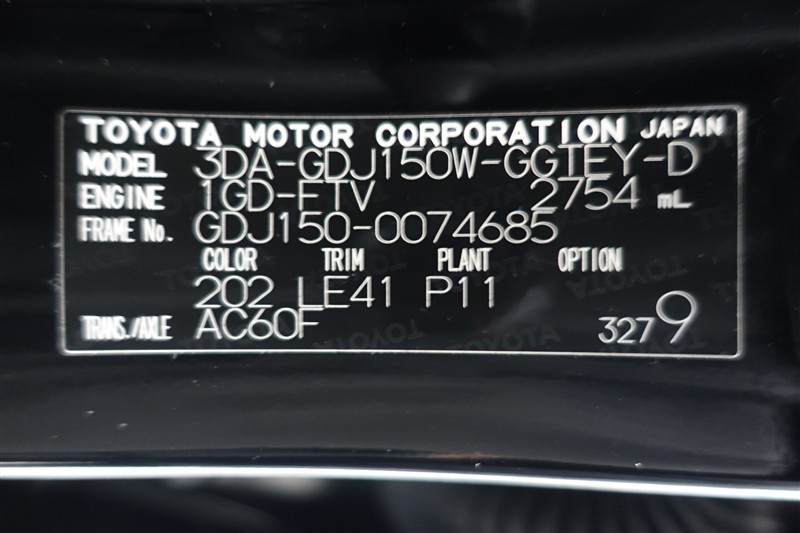 TOYOTA MOTOR CORPORATION JAPAN
MODEL 3DA-GDJ150W-GGTEY-D
ENGINE 1GD-FTV 2754 mL
FRAME No. GDJ150-0074685
COLOR TRIM PLANT OPTION
202 LE41 P11
TRANS./AXLE AC60F 3279